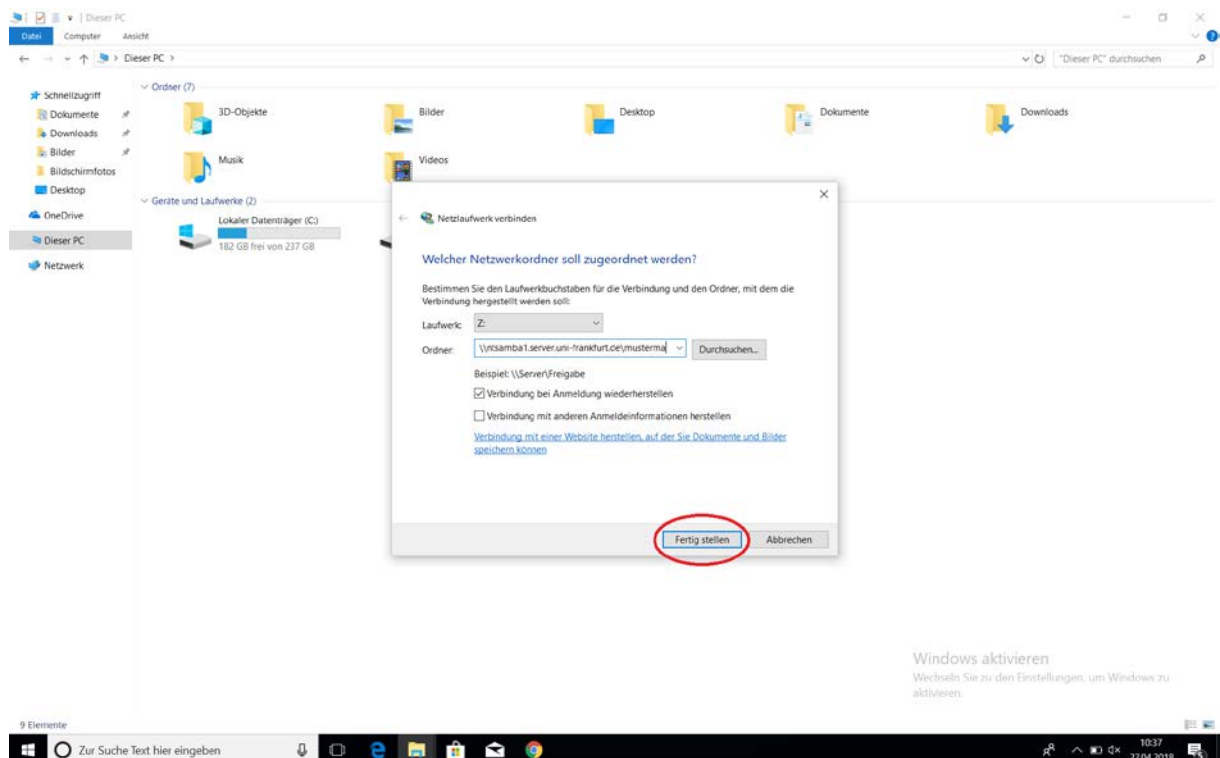 Dieser PC
Datei Computer Ansicht
Dieser PC
"Dieser PC" durchsuchen
Schnellzugriff
Dokumente
Downloads
Bilder
Bildschirmfotos
Desktop
OneDrive
Dieser PC
Netzwerk
Ordner (7)
3D-Objekte
Bilder
Desktop
Dokumente
Downloads
Musik
Videos
Geräte und Laufwerke (2)
Lokaler Datenträger (C:)
182 GB frei von 237 GB
Netzlaufwerk verbinden
Welcher Netzwerkordner soll zugeordnet werden?
Bestimmen Sie den Laufwerkbuchstaben für die Verbindung und den Ordner, mit dem die
Verbindung hergestellt werden soll:
Laufwerk: Z:
Ordner: \\ntsamba1.server.uni-frankfurt.de\musterma Durchsuchen...
Beispiel: \\Server\Freigabe
Verbindung bei Anmeldung wiederherstellen
Verbindung mit anderen Anmeldeinformationen herstellen
Verbindung mit einer Website herstellen, auf der Sie Dokumente und Bilder
speichern können
Fertig stellen Abbrechen
Windows aktivieren
Wechseln Sie zu den Einstellungen, um Windows zu
aktivieren.
9 Elemente
Zur Suche Text hier eingeben
10:37
27.04.2018